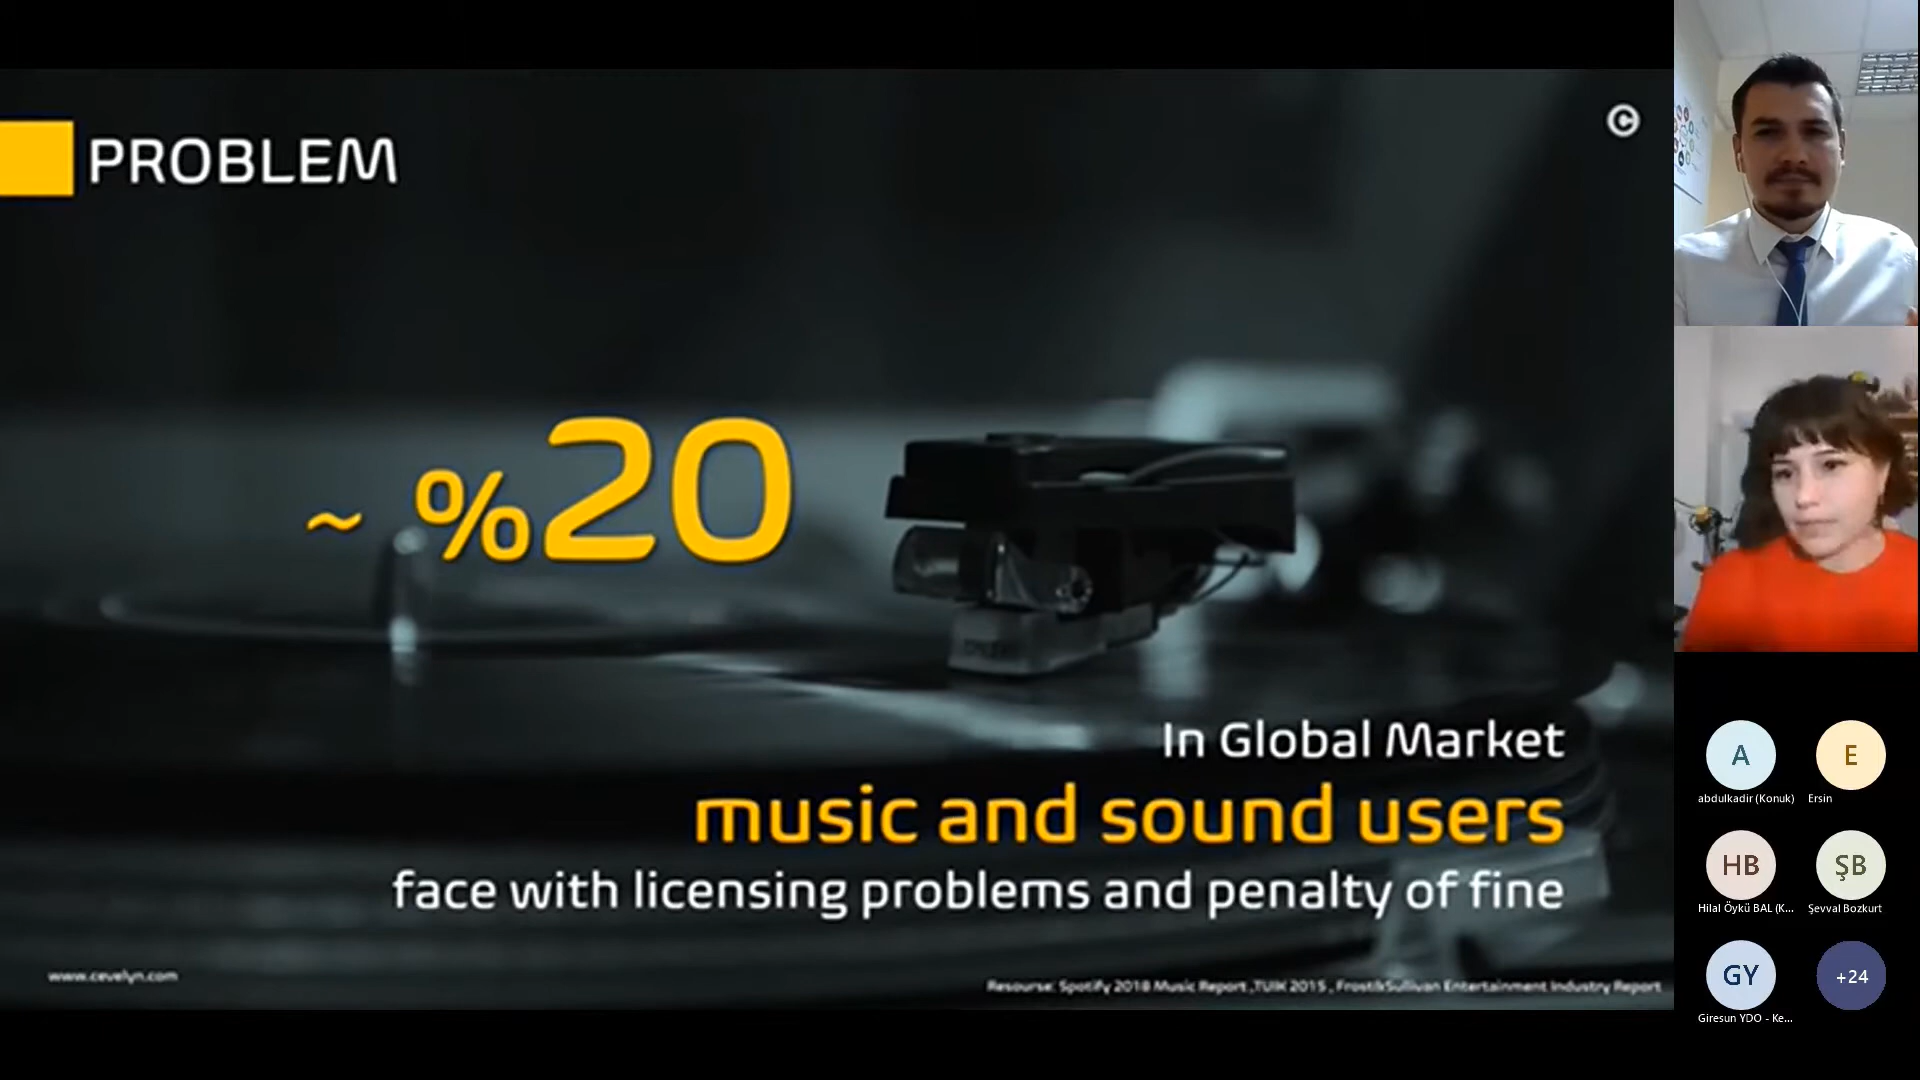 PROBLEM
©
~ %20
In Global Market
music and sound users
face with licensing problems and penalty of fine
www.cevelyn.com
Resourse: Spotify 2018 Music Report ,TUIK 2015 , Frost&Sullivan Entertainment Industry Report
A
E
abdulkadir (Konuk)
Ersin
HB
ŞB
Hilal Öykü BAL (K...
Şevval Bozkurt
GY
+24
Giresun YDO - Ke...